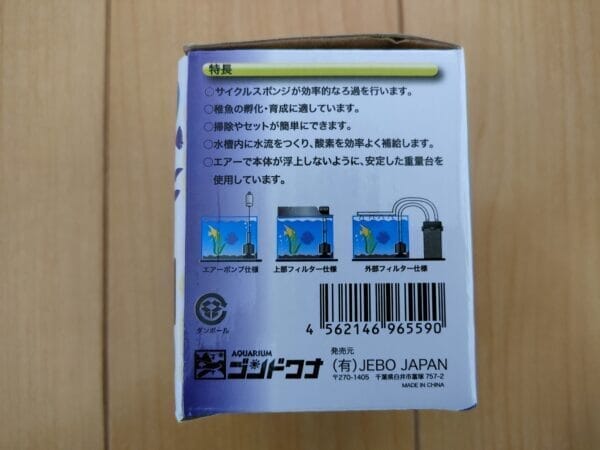 特長
○サイクルスポンジが効率的なろ過を行います。
○稚魚の孵化・育成に適しています。
○掃除やセットが簡単にできます。
○水槽内に水流をつくり、酸素を効率よく補給します。
○エアーで本体が浮上しないように、安定した重量台を
使用しています。
エアーポンプ仕様 上部フィルター仕様 外部フィルター仕様
ダンボール
4 562146 965590
AQUARIUM
ゴンドワナ
発売元
(有)JEBO JAPAN
〒270-1405 千葉県白井市富塚 757-2
MADE IN CHINA